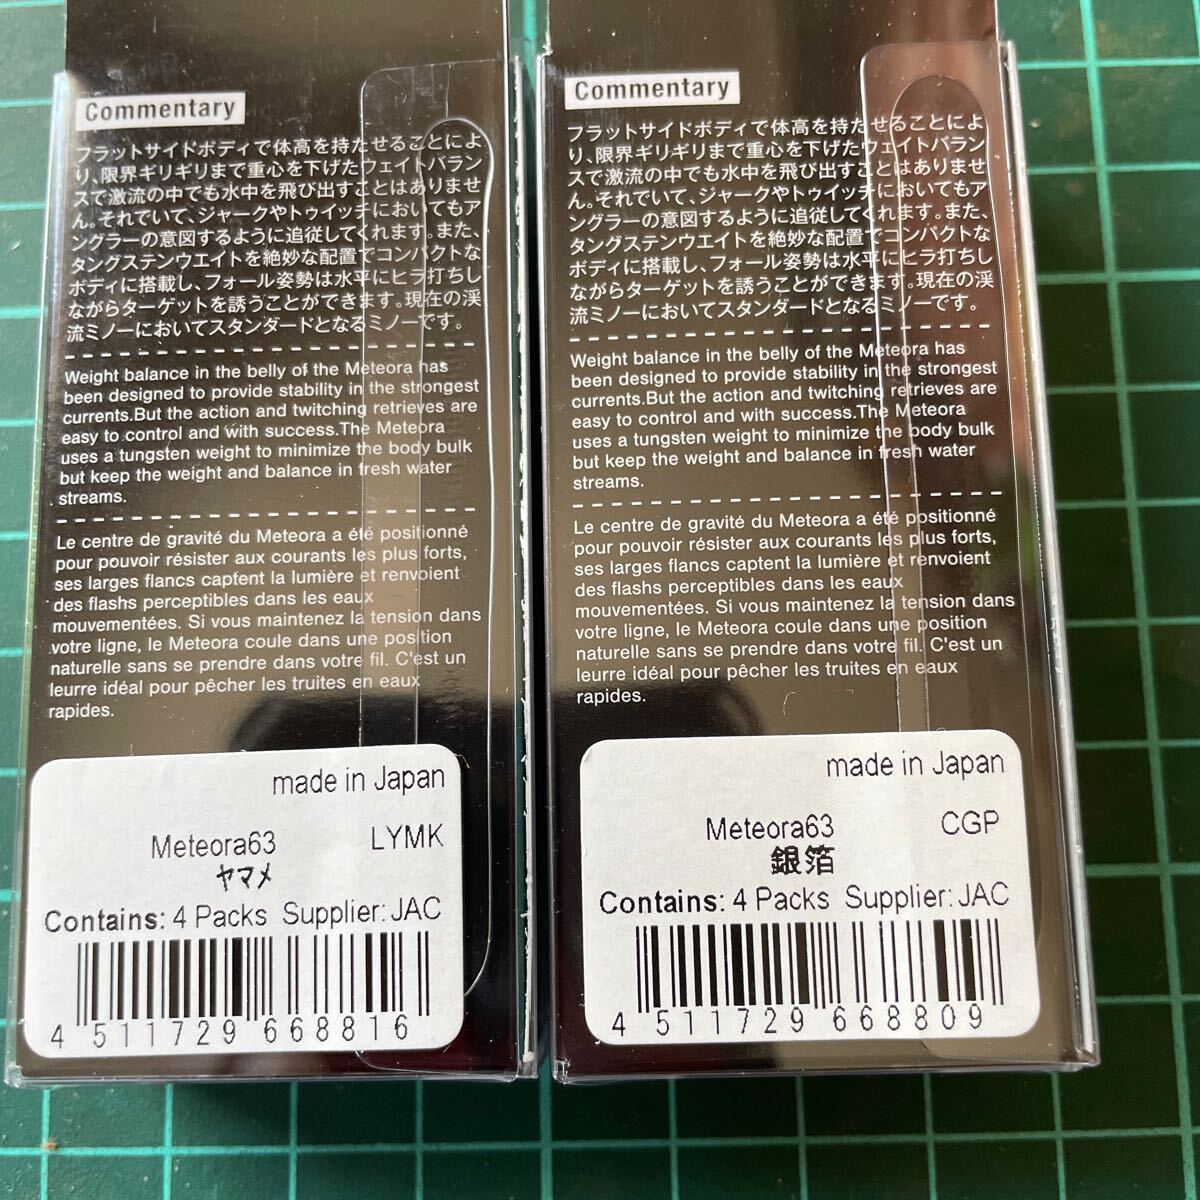 Commentary
フラットサイドボディで体高を持たせることによ
り、限界ギリギリまで重心を下げたウェイトバラン
スで激流の中でも水中を飛び出すことはありませ
ん。それでいて、ジャークやトゥイッチにおいてもア
ングラーの意図するように追従してくれます。また、
タングステンウエイトを絶妙な配置でコンパクトな
ボディに搭載し、フォール姿勢は水平にヒラ打ちし
ながらターゲットを誘うことができます。現在の渓
流ミノーにおいてスタンダードとなるミノーです。
Weight balance in the belly of the Meteora has
been designed to provide stability in the strongest
currents.But the action and twitching retrieves are
easy to control and with success.The Meteora
uses a tungsten weight to minimize the body bulk
but keep the weight and balance in fresh water
streams.
Le centre de gravité du Meteora a été positionné
pour pouvoir résister aux courants les plus forts,
ses larges flancs captent la lumière et renvoient
des flashs perceptibles dans les eaux
mouvementées. Si vous maintenez la tension dans
votre ligne, le Meteora coule dans une position
naturelle sans se prendre dans votre fil. C'est un
leurre idéal pour pêcher les truites en eaux
rapides.
made in Japan
Meteora63 LYMK
ヤマメ
Contains: 4 Packs Supplier: JAC
4 511729 668816
Commentary
フラットサイドボディで体高を持たせることによ
り、限界ギリギリまで重心を下げたウェイトバラン
スで激流の中でも水中を飛び出すことはありませ
ん。それでいて、ジャークやトゥイッチにおいてもア
ングラーの意図するように追従してくれます。また、
タングステンウエイトを絶妙な配置でコンパクトな
ボディに搭載し、フォール姿勢は水平にヒラ打ちし
ながらターゲットを誘うことができます。現在の渓
流ミノーにおいてスタンダードとなるミノーです。
Weight balance in the belly of the Meteora has
been designed to provide stability in the strongest
currents.But the action and twitching retrieves are
easy to control and with success.The Meteora
uses a tungsten weight to minimize the body bulk
but keep the weight and balance in fresh water
streams.
Le centre de gravité du Meteora a été positionné
pour pouvoir résister aux courants les plus forts,
ses larges flancs captent la lumière et renvoient
des flashs perceptibles dans les eaux
mouvementées. Si vous maintenez la tension dans
votre ligne, le Meteora coule dans une position
naturelle sans se prendre dans votre fil. C'est un
leurre idéal pour pêcher les truites en eaux
rapides.
made in Japan
Meteora63 CGP
銀箔
Contains: 4 Packs Supplier: JAC
4 511729 668809